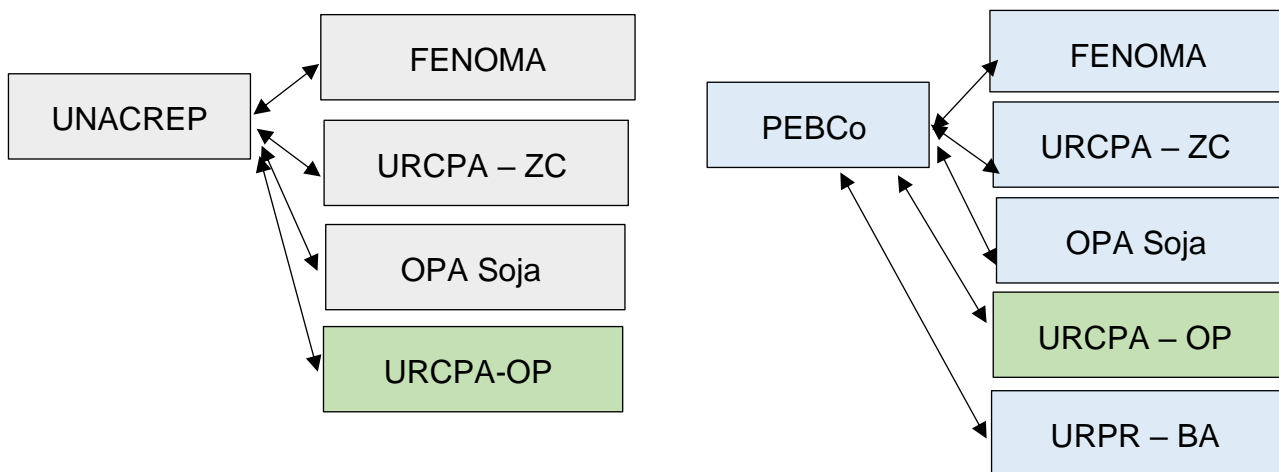 UNACREP
FENOMA
URCPA – ZC
OPA Soja
URCPA-OP
PEBCo
FENOMA
URCPA – ZC
OPA Soja
URCPA – OP
URPR – BA